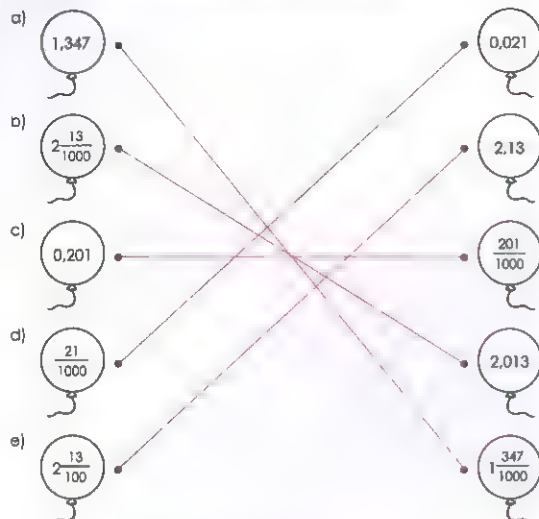 a) 1,347 0,021
b) 2 13/1000 2,13
c) 0,201 201/1000
d) 21/1000 2,013
e) 2 13/100 1 347/1000